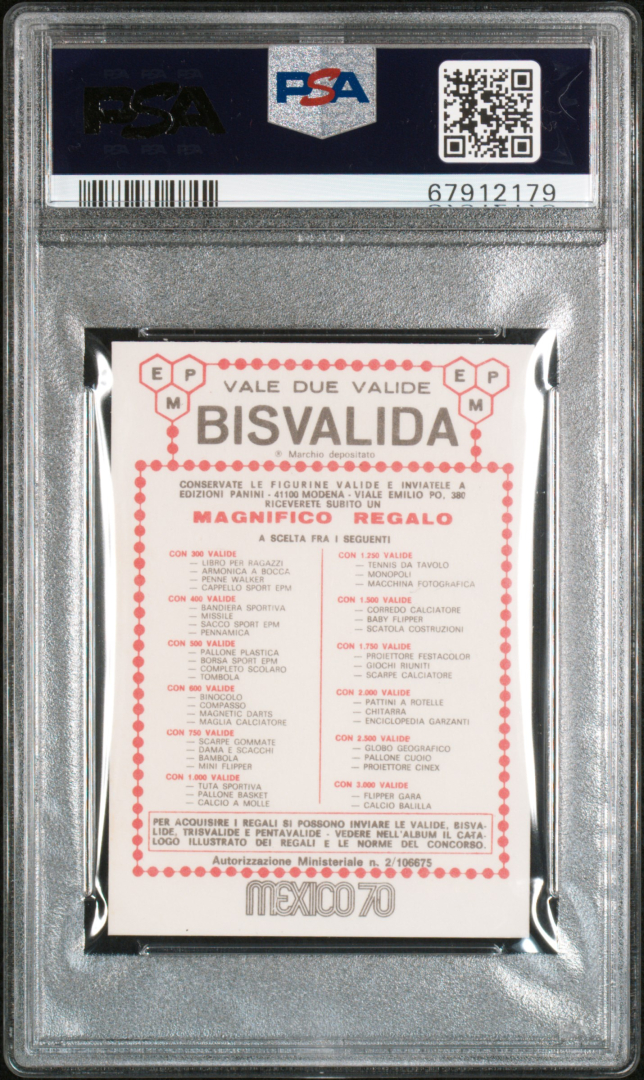 PSA
PSA
67912179
E P M
E P M
VALE DUE VALIDE
BISVALIDA
® Marchio depositato
CONSERVATE LE FIGURINE VALIDE E INVIATELE A
EDIZIONI PANINI - 41100 MODENA - VIALE EMILIO PO, 380
RICEVERETE SUBITO UN
MAGNIFICO REGALO
A SCELTA FRA I SEGUENTI
CON 300 VALIDE
— LIBRO PER RAGAZZI
— ARMONICA A BOCCA
— PENNE WALKER
— CAPPELLO SPORT EPM
CON 400 VALIDE
— BANDIERA SPORTIVA
— MISSILE
— SACCO SPORT EPM
— PENNAMICA
CON 500 VALIDE
— PALLONE PLASTICA
— BORSA SPORT EPM
— COMPLETO SCOLARO
— TOMBOLA
CON 600 VALIDE
— BINOCOLO
— COMPASSO
— MAGNETIC DARTS
— MAGLIA CALCIATORE
CON 750 VALIDE
— SCARPE GOMMATE
— DAMA E SCACCHI
— BAMBOLA
— MINI FLIPPER
CON 1.000 VALIDE
— TUTA SPORTIVA
— PALLONE BASKET
— CALCIO A MOLLE
CON 1.250 VALIDE
— TENNIS DA TAVOLO
— MONOPOLI
— MACCHINA FOTOGRAFICA
CON 1.500 VALIDE
— CORREDO CALCIATORE
— BABY FLIPPER
— SCATOLA COSTRUZIONI
CON 1.750 VALIDE
— PROIETTORE FESTACOLOR
— GIOCHI RIUNITI
— SCARPE CALCIATORE
CON 2.000 VALIDE
— PATTINI A ROTELLE
— CHITARRA
— ENCICLOPEDIA GARZANTI
CON 2.500 VALIDE
— GLOBO GEOGRAFICO
— PALLONE CUOIO
— PROIETTORE CINEX
CON 3.000 VALIDE
— FLIPPER GARA
— CALCIO BALILLA
PER ACQUISIRE I REGALI SI POSSONO INVIARE LE VALIDE, BISVA-
LIDE, TRISVALIDE E PENTAVALIDE - VEDERE NELL'ALBUM IL CATA-
LOGO ILLUSTRATO DEI REGALI E LE NORME DEL CONCORSO.
Autorizzazione Ministeriale n. 2/106675
MEXICO 70